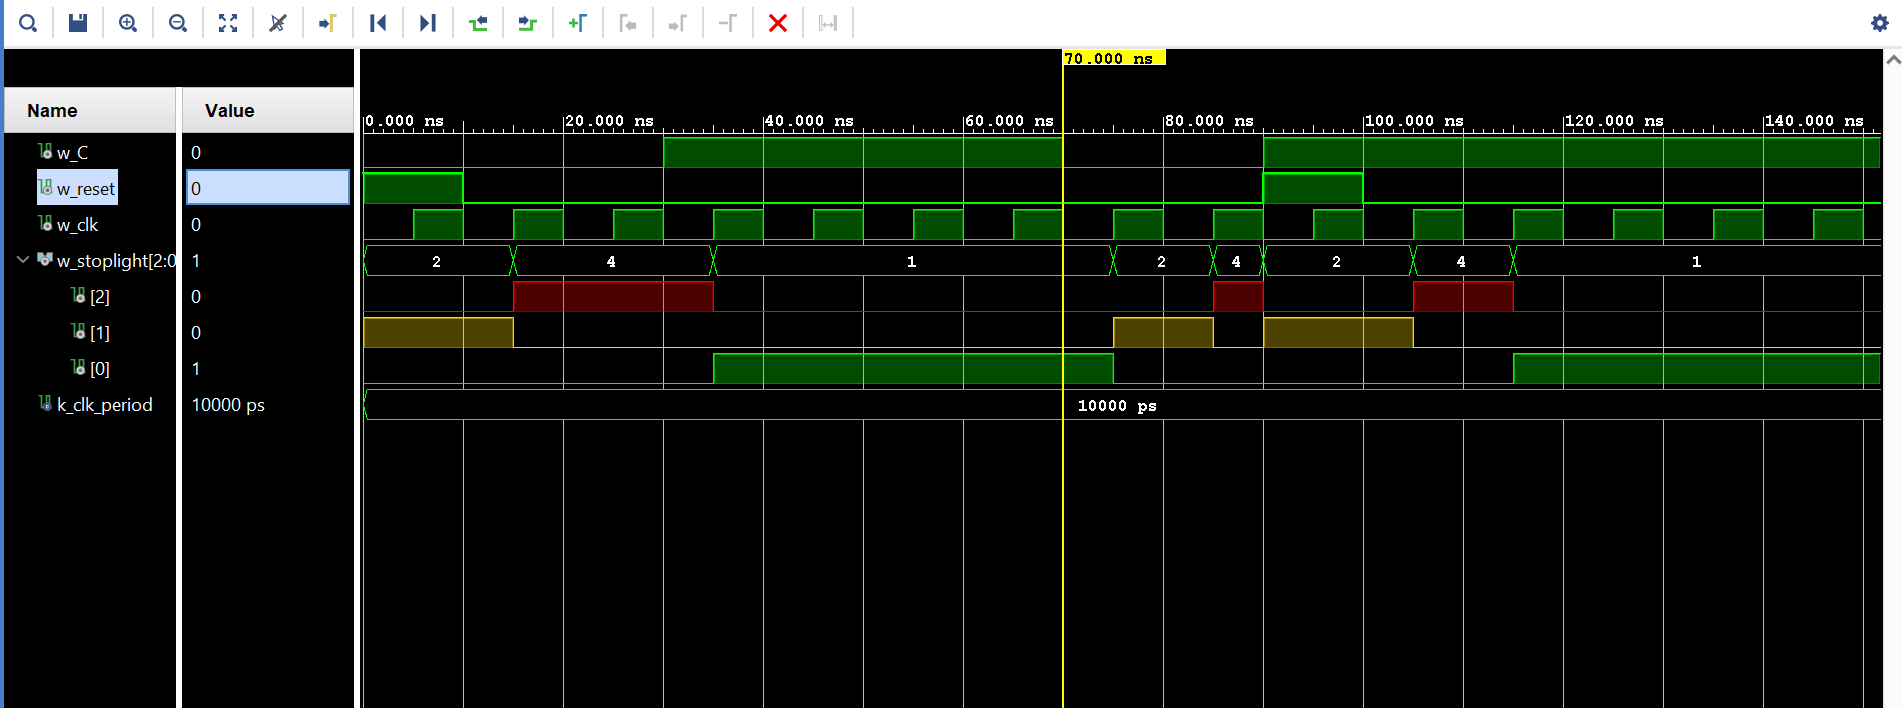 70.000 ns
Name Value
0.000 ns 20.000 ns 40.000 ns 60.000 ns 80.000 ns 100.000 ns 120.000 ns 140.000 ns
w_C 0
w_reset 0
w_clk 0
w_stoplight[2:0 1 2 4 1 2 4 2 4 1
[2] 0
[1] 0
[0] 1
k_clk_period 10000 ps 10000 ps